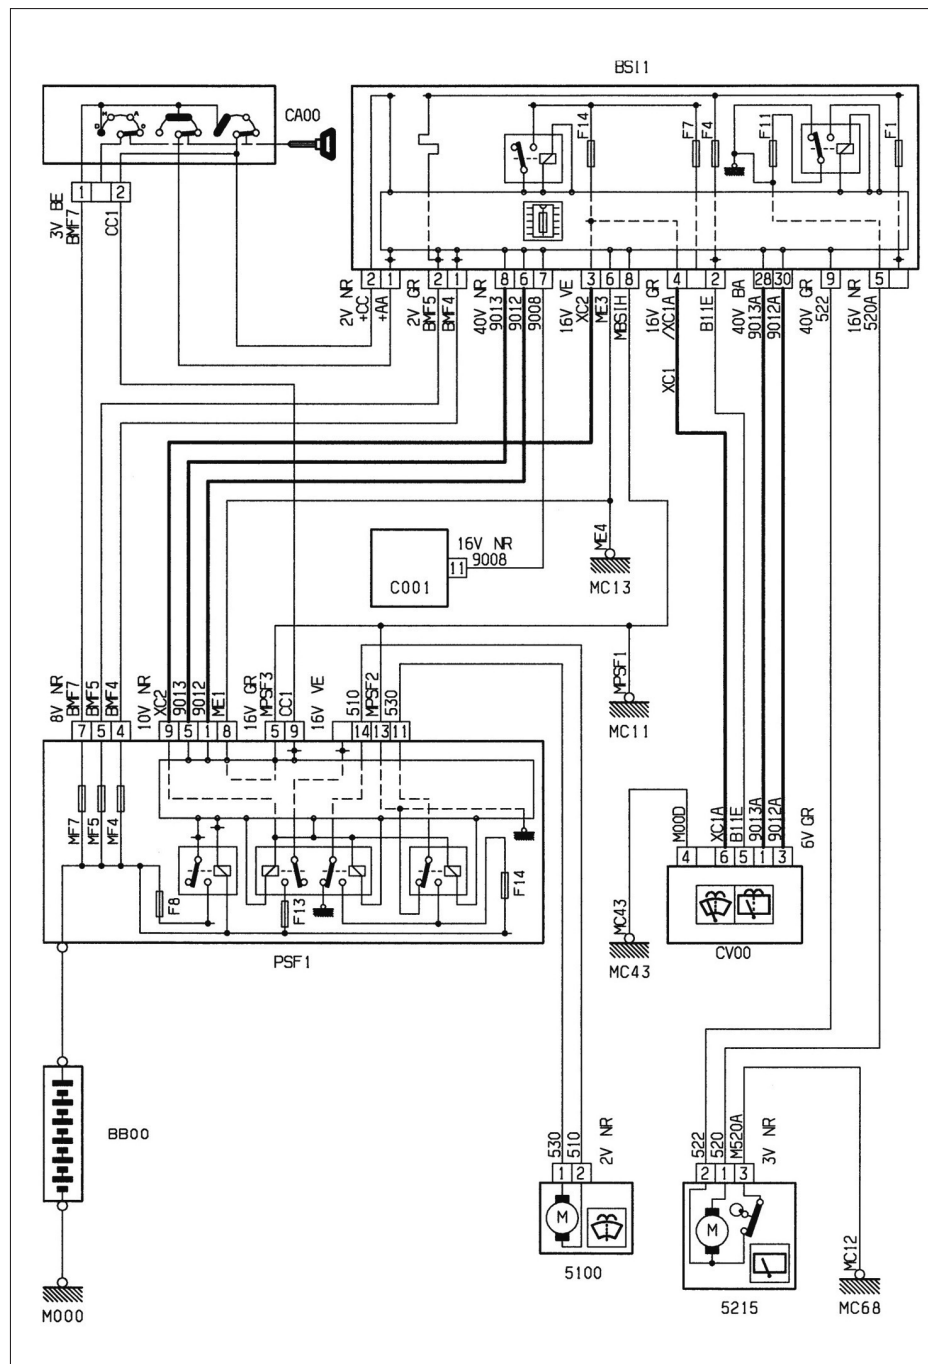 BSI1
CA00
H
A
D
G
F14
F7
F4
F11
F1
1
2
3V BE
BMF7
CC1
2
1
2
1
8
6
7
3
6
8
4
2
28
30
9
5
2V NR
+CC
+AA
2V GR
BMF5
BMF4
40V NR
9013
9012
9008
16V VE
XC2
ME3
MBSIH
16V GR
/XC1A
B11E
40V BA
9013A
9012A
40V GR
522
16V NR
520A
XC1
C001
16V NR
9008
11
ME4
MC13
MPSF1
MC11
8V NR
BMF7
BMF5
BMF4
10V NR
XC2
9013
9012
ME1
16V GR
MPSF3
CC1
16V VE
510
MPSF2
530
7
5
4
9
5
1
8
5
9
14
13
11
MF7
MF5
MF4
F8
F13
F14
PSF1
M00D
XC1A
B11E
9013A
9012A
6V GR
4
6
5
1
3
CV00
MC43
MC43
BB00
M000
530
510
2V NR
1
2
M
5100
522
520
M520A
3V NR
2
1
3
M
5215
MC12
MC68